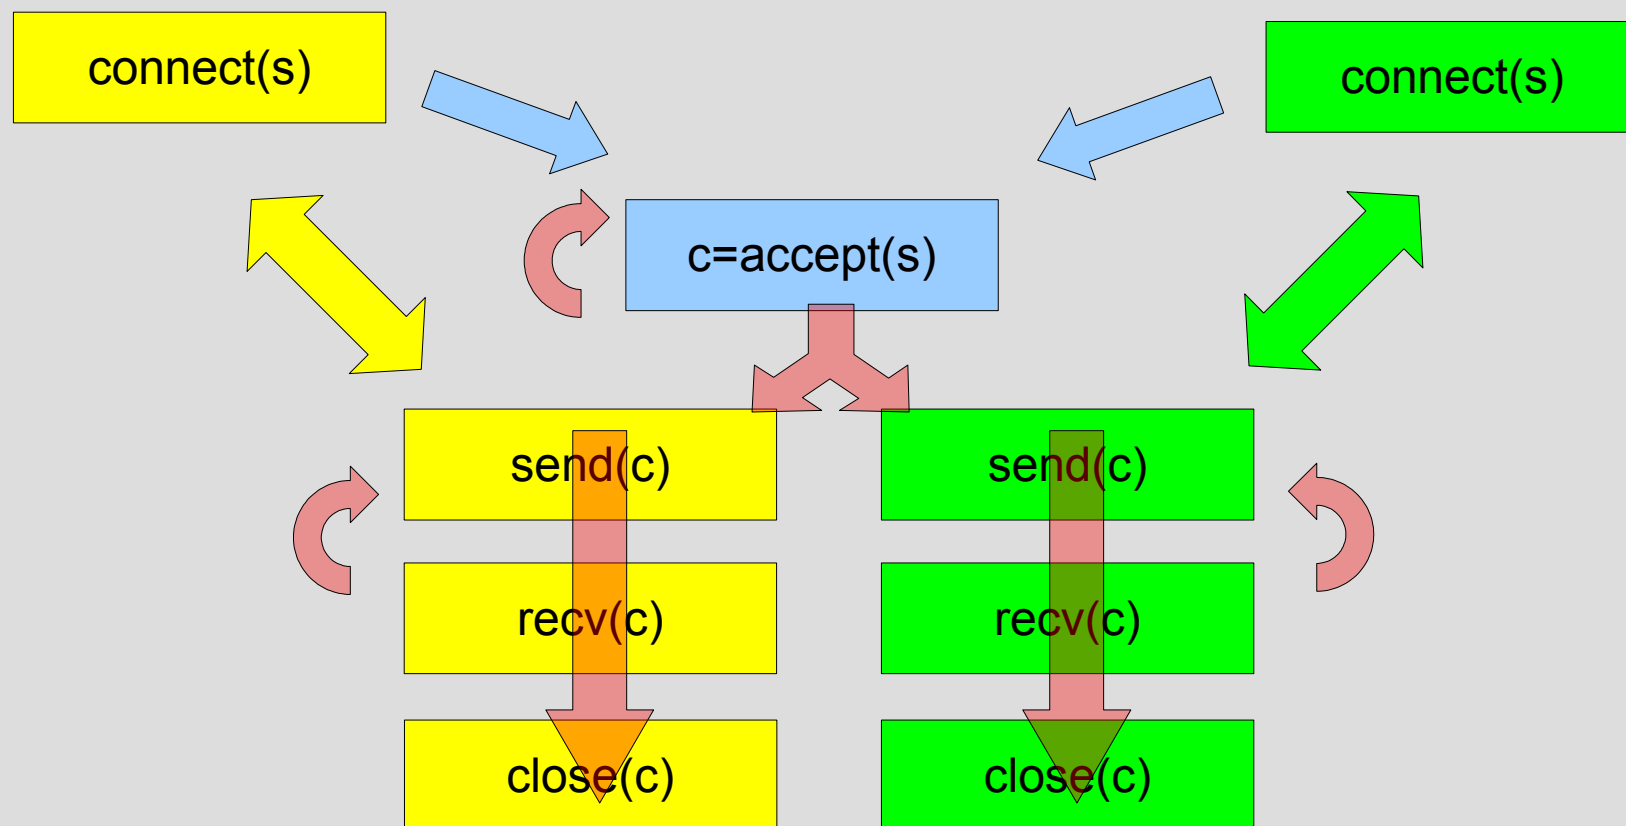 connect(s)
connect(s)
c=accept(s)
send(c)
send(c)
recv(c)
recv(c)
close(c)
close(c)